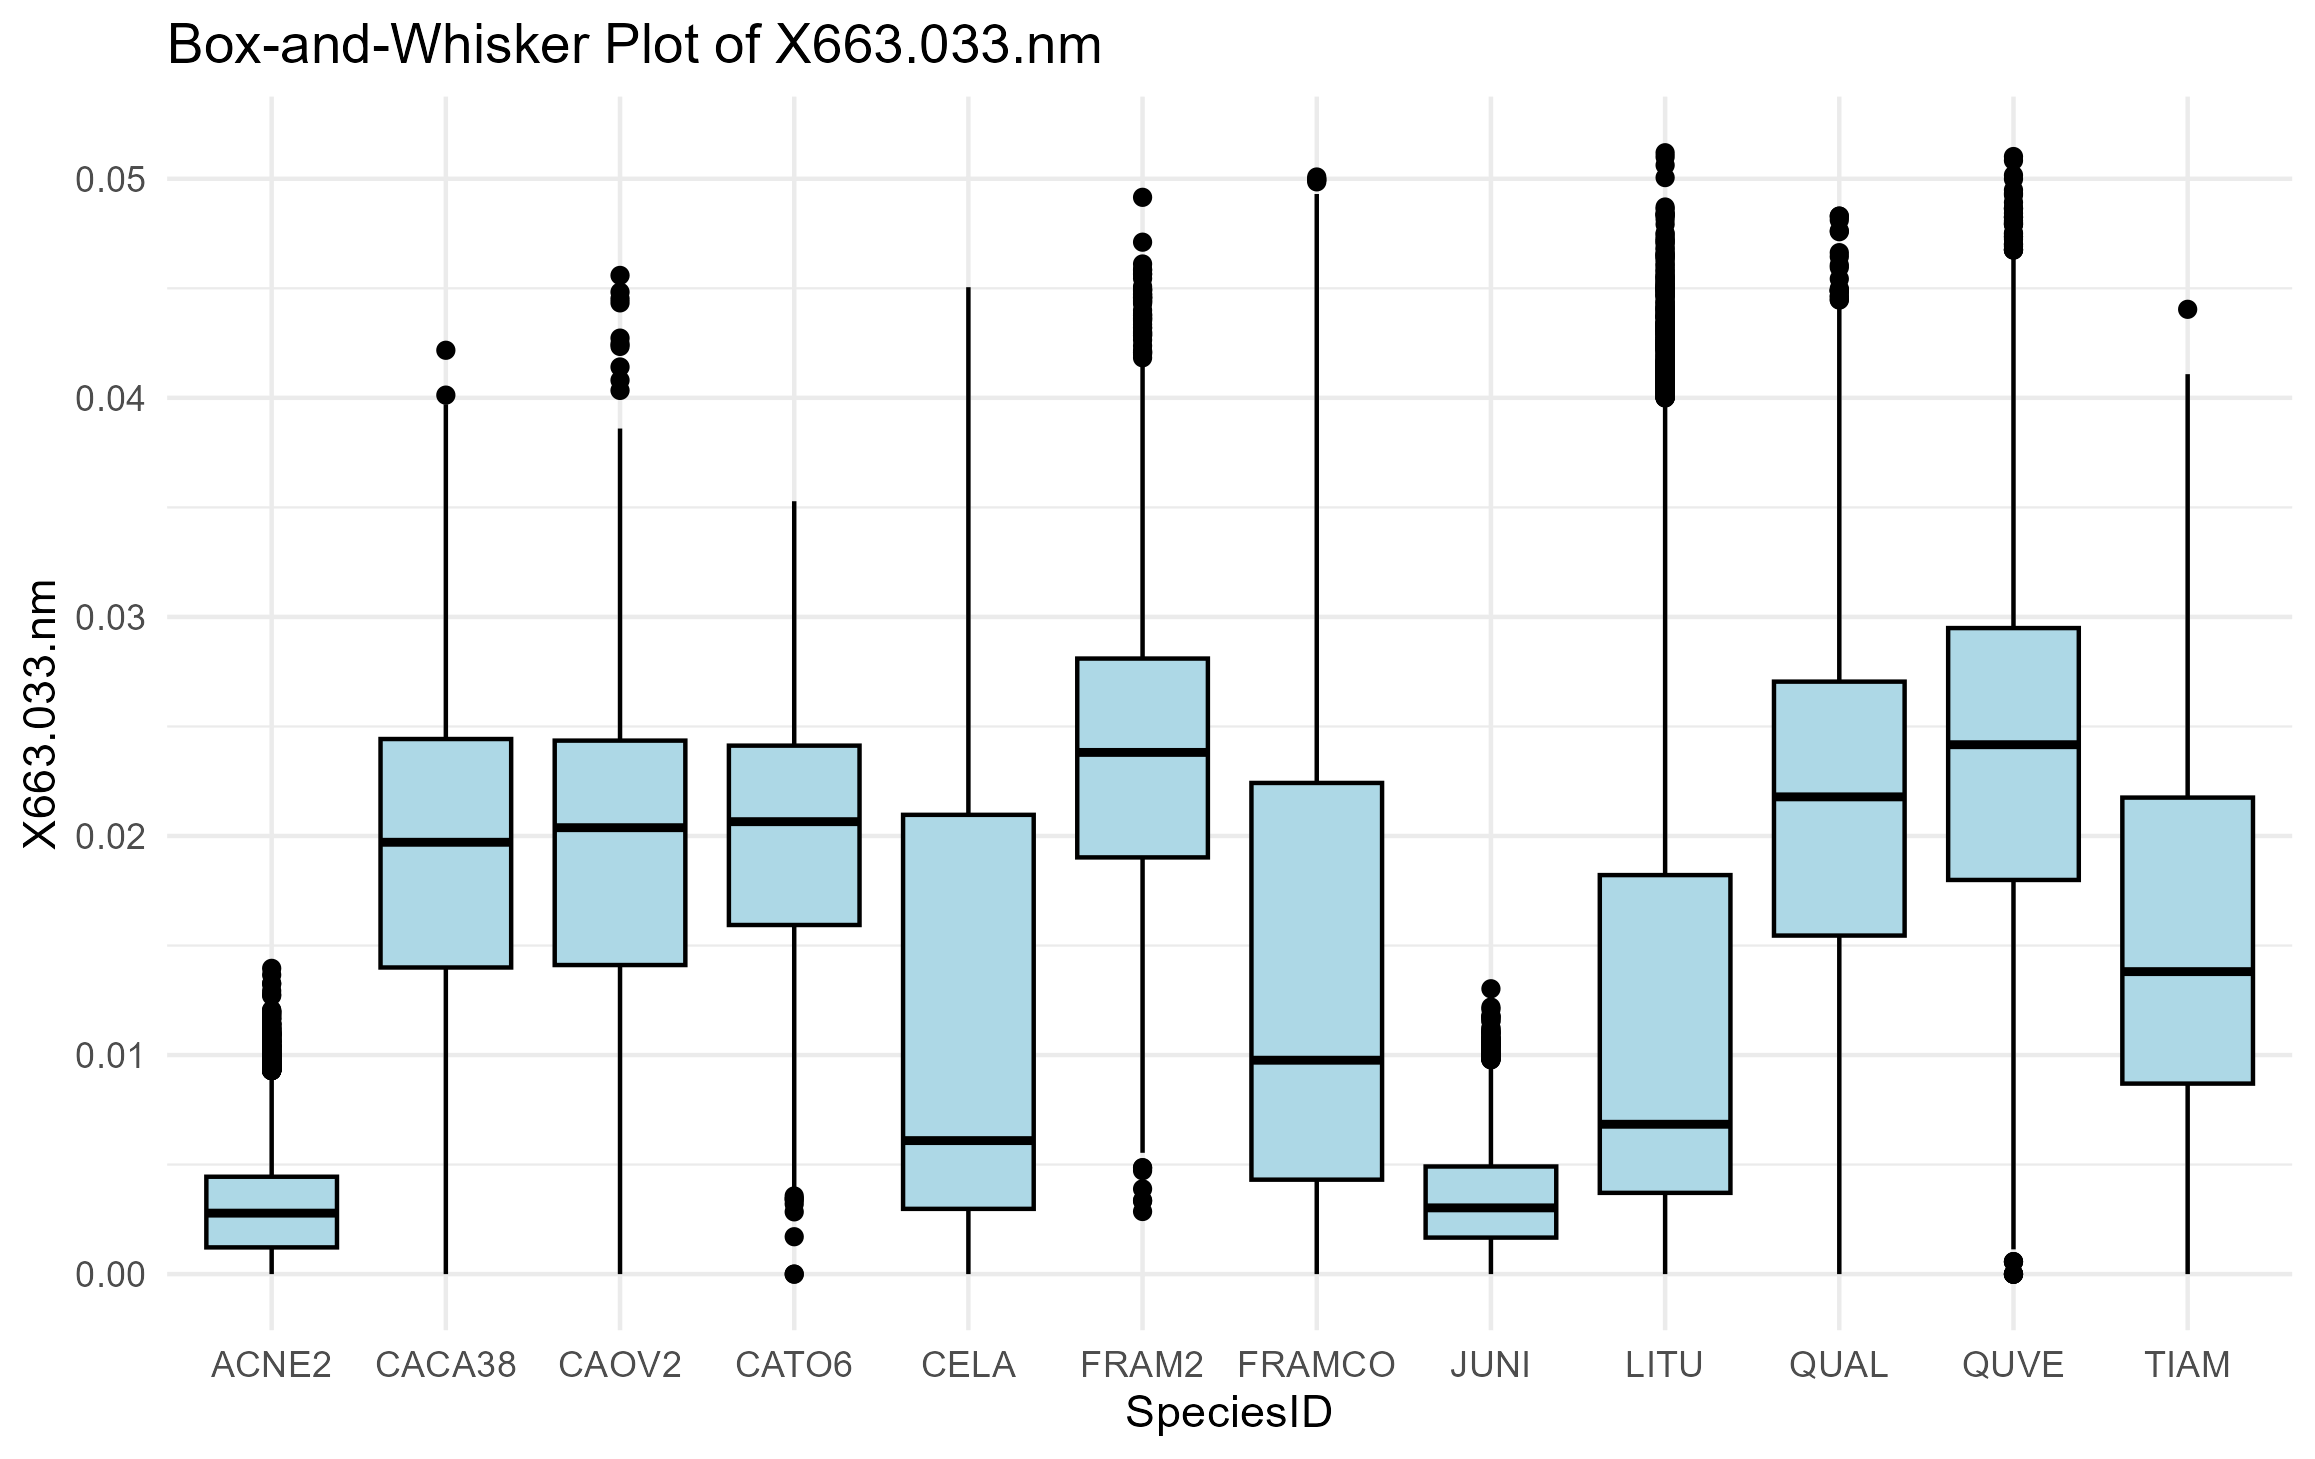 Box-and-Whisker Plot of X663.033.nm
X663.033.nm
0.05
0.04
0.03
0.02
0.01
0.00
ACNE2 CACA38 CAOV2 CATO6 CELA FRAM2 FRAMCO JUNI LITU QUAL QUVE TIAM
SpeciesID